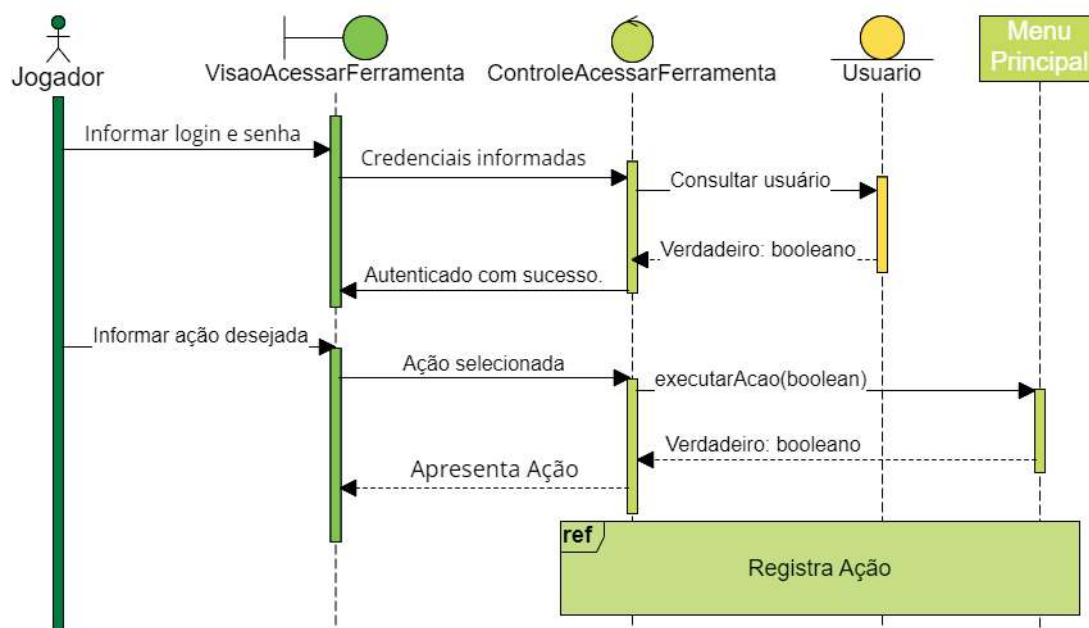 Jogador
VisaoAcessarFerramenta
ControleAcessarFerramenta
Usuario
Menu
Principal
Informar login e senha
Credenciais informadas
Consultar usuário
Verdadeiro: booleano
Autenticado com sucesso.
Informar ação desejada
Ação selecionada
executarAcao(boolean)
Verdadeiro: booleano
Apresenta Ação
ref
Registra Ação